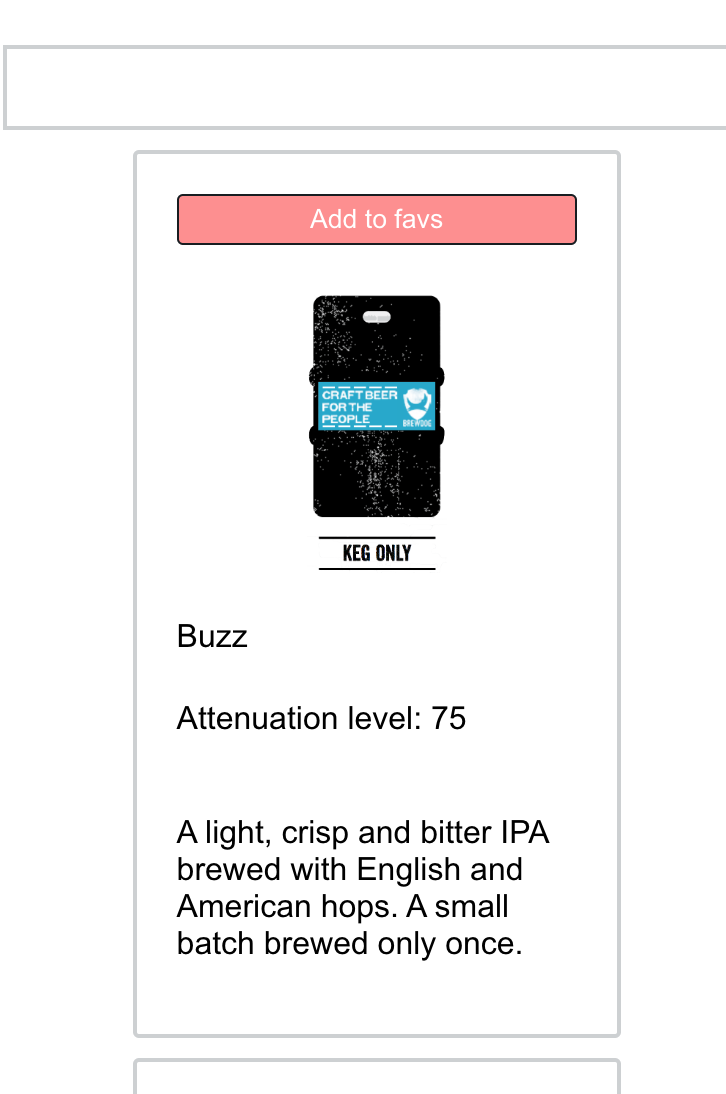 Add to favs
CRAFT BEER
FOR THE
PEOPLE
BREWDOG
KEG ONLY
Buzz
Attenuation level: 75
A light, crisp and bitter IPA
brewed with English and
American hops. A small
batch brewed only once.